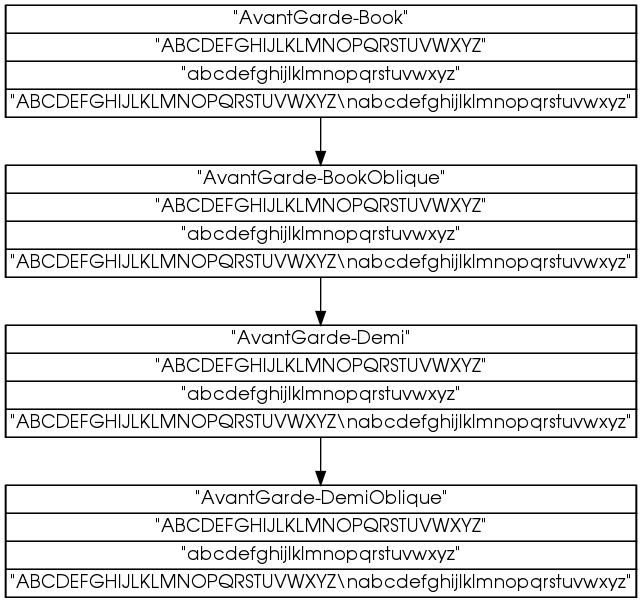 "AvantGarde-Book"
"ABCDEFGHIJLKLMNOPQRSTUVWXYZ"
"abcdefghijlklmnopqrstuvwxyz"
"ABCDEFGHIJLKLMNOPQRSTUVWXYZ\nabcdefghijlklmnopqrstuvwxyz"
"AvantGarde-BookOblique"
"ABCDEFGHIJLKLMNOPQRSTUVWXYZ"
"abcdefghijlklmnopqrstuvwxyz"
"ABCDEFGHIJLKLMNOPQRSTUVWXYZ\nabcdefghijlklmnopqrstuvwxyz"
"AvantGarde-Demi"
"ABCDEFGHIJLKLMNOPQRSTUVWXYZ"
"abcdefghijlklmnopqrstuvwxyz"
"ABCDEFGHIJLKLMNOPQRSTUVWXYZ\nabcdefghijlklmnopqrstuvwxyz"
"AvantGarde-DemiOblique"
"ABCDEFGHIJLKLMNOPQRSTUVWXYZ"
"abcdefghijlklmnopqrstuvwxyz"
"ABCDEFGHIJLKLMNOPQRSTUVWXYZ\nabcdefghijlklmnopqrstuvwxyz"